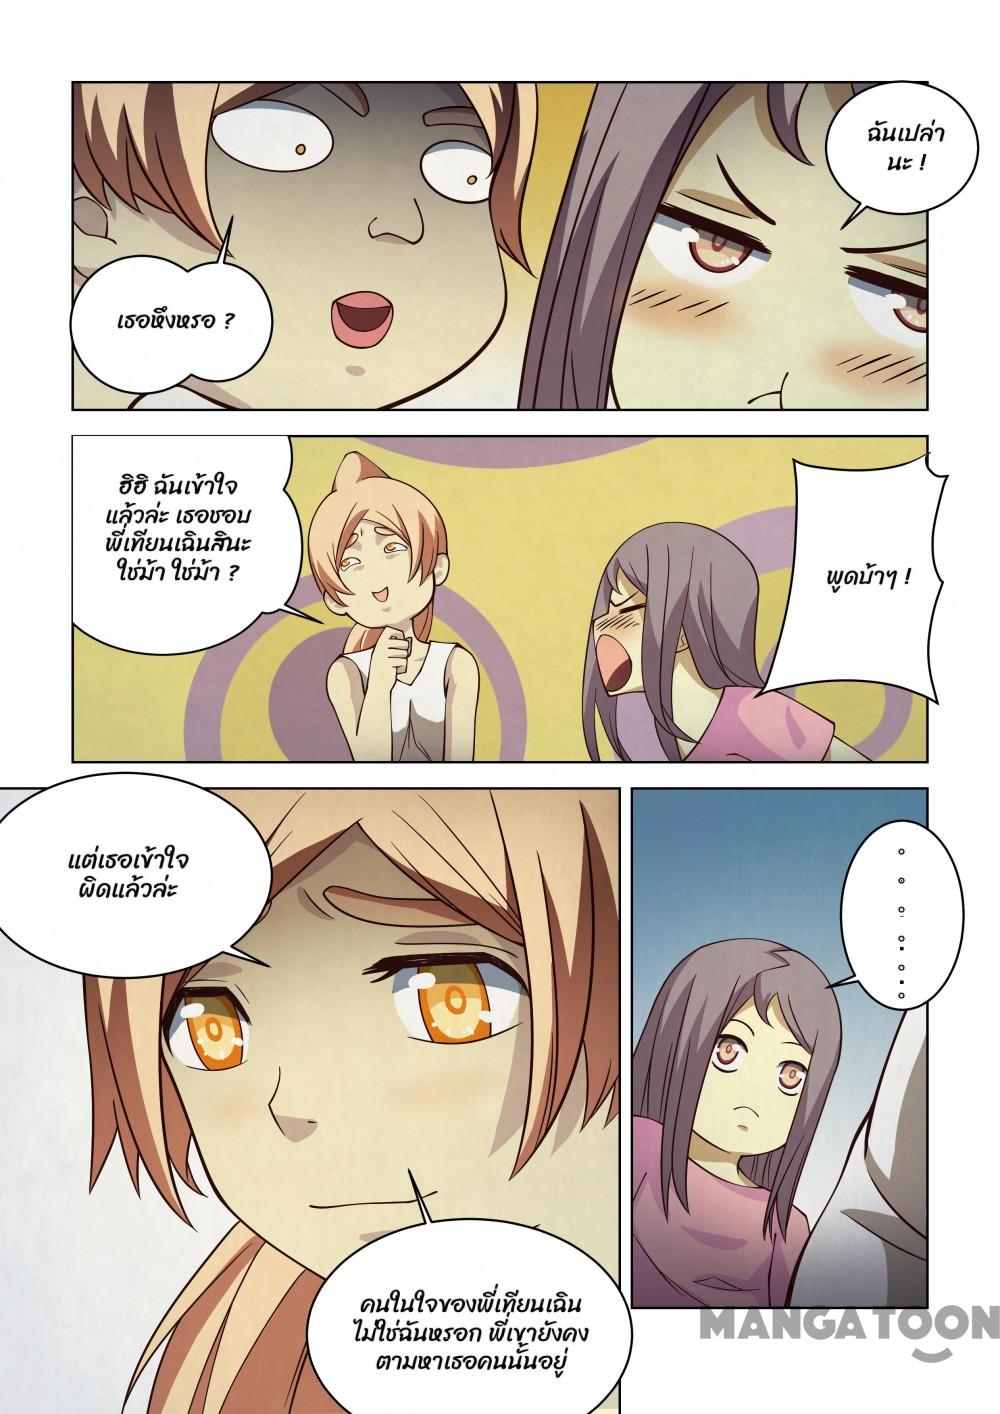 เธอหึงหรอ ?
ฉันเปล่า
นะ !
ฮิฮิ ฉันเข้าใจ
แล้วล่ะ เธอชอบ
พี่เทียนเฉินสินะ
ใช่ม้า ใช่ม้า ?
พูดบ้าๆ !
แต่เธอเข้าใจ
ผิดแล้วล่ะ
คนในใจของพี่เทียนเฉิน
ไม่ใช่ฉันหรอก พี่เขายังคง
ตามหาเธอคนนั้นอยู่
MANGATOON